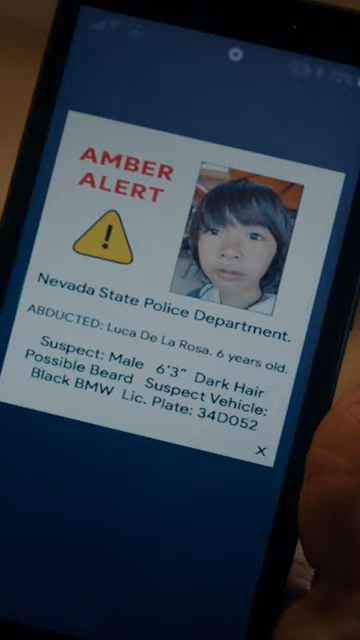 AMBER
ALERT
Nevada State Police Department.
ABDUCTED: Luca De La Rosa. 6 years old.
Suspect: Male 6'3" Dark Hair
Possible Beard Suspect Vehicle:
Black BMW Lic. Plate: 34D052
X